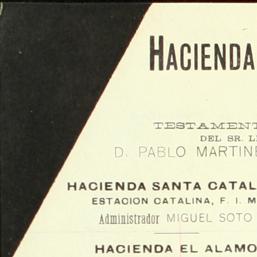 HACIENDA
TESTAMENT
DEL SR. L
D. PABLO MARTINE
HACIENDA SANTA CATAL
ESTACION CATALINA, F. I. M
Administrador MIGUEL SOTO
HACIENDA EL ALAMO